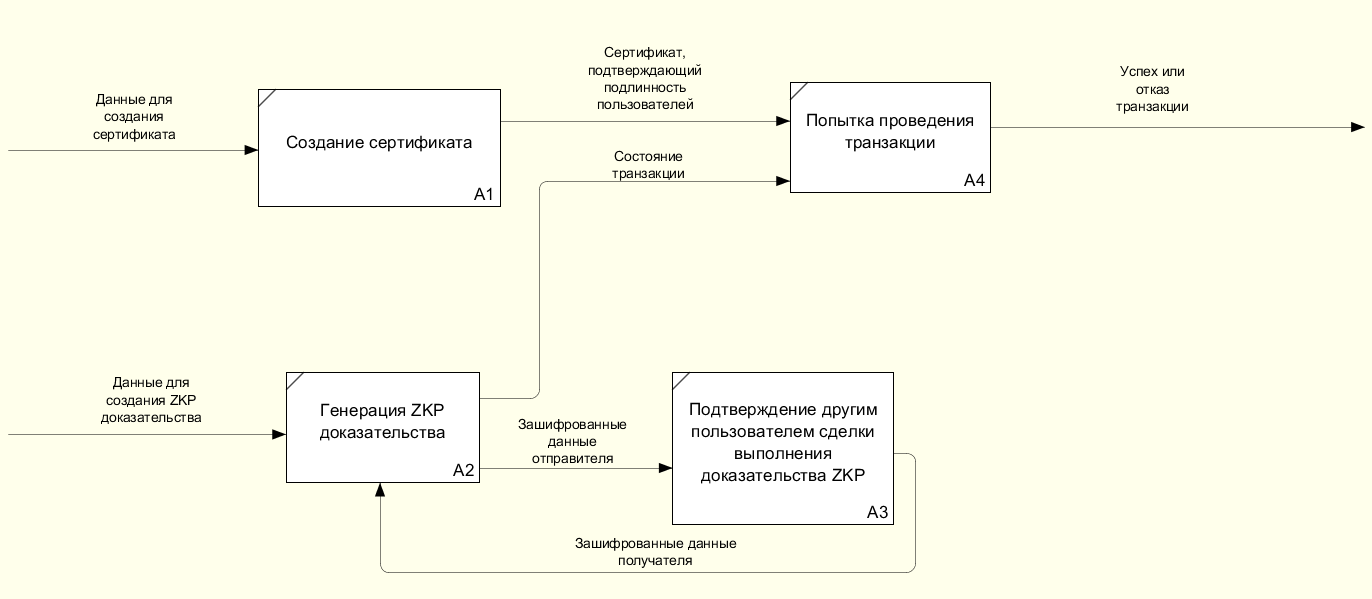 Данные для
создания
сертификата
Создание сертификата
A1
Сертификат,
подтверждающий
подлинность
пользователей
Состояние
транзакции
Попытка проведения
транзакции
A4
Успех или
отказ
транзакции
Данные для
создания ZKP
доказательства
Генерация ZKP
доказательства
A2
Зашифрованные
данные
отправителя
Подтверждение другим
пользователем сделки
выполнения
доказательства ZKP
A3
Зашифрованные данные
получателя